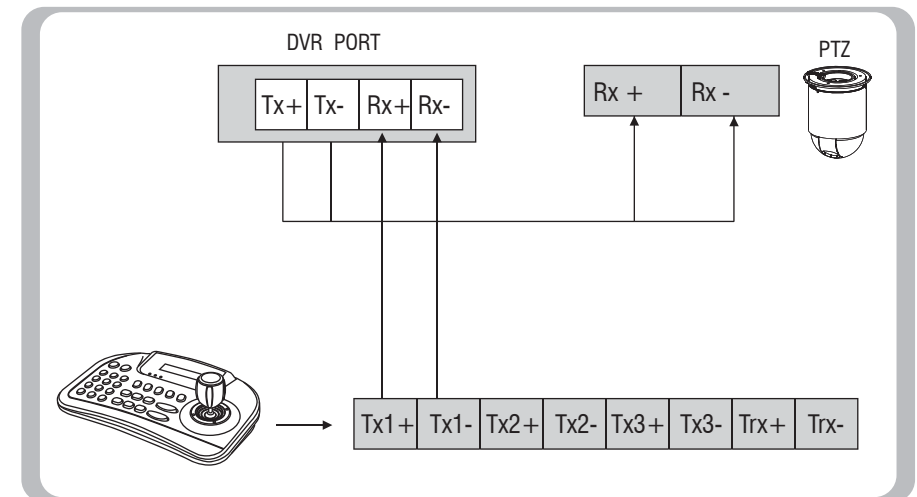 DVR PORT
PTZ
Tx+ Tx- Rx+ Rx-
Rx + Rx -
Tx1+ Tx1- Tx2+ Tx2- Tx3+ Tx3- Trx+ Trx-